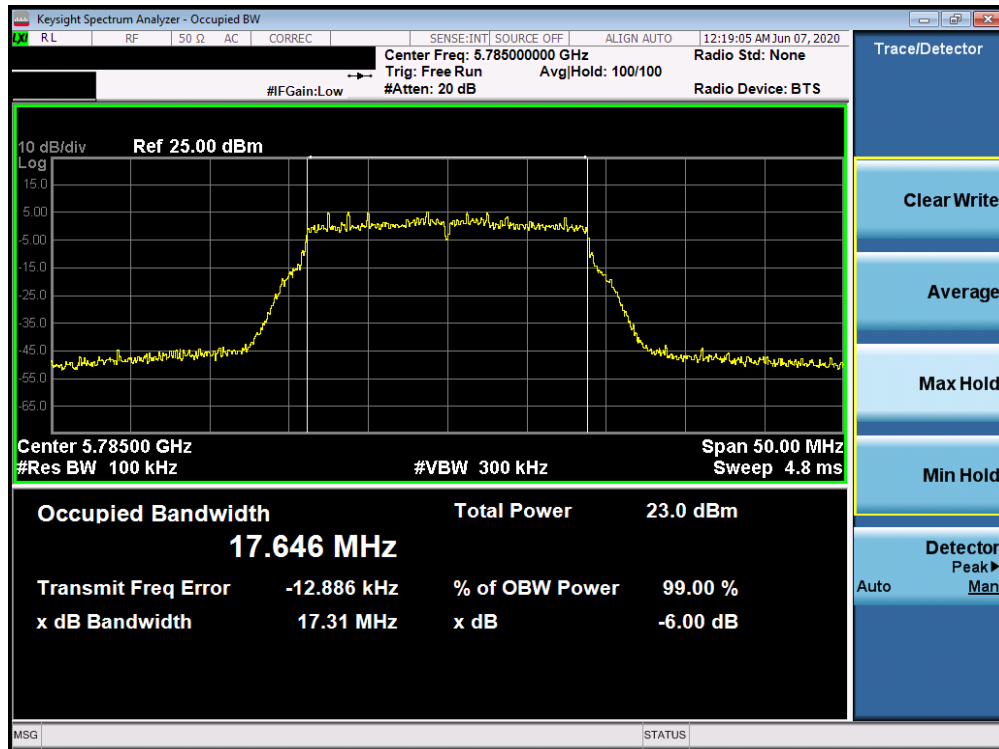 Keysight Spectrum Analyzer - Occupied BW
LXI RL RF 50 Ω AC CORREC SENSE:INT SOURCE OFF ALIGN AUTO 12:19:05 AM Jun 07, 2020
Center Freq: 5.785000000 GHz Radio Std: None
Trig: Free Run Avg|Hold: 100/100
#IFGain:Low #Atten: 20 dB Radio Device: BTS
Trace/Detector
10 dB/div Ref 25.00 dBm
Log
15.0
5.00
-5.00
-15.0
-25.0
-35.0
-45.0
-55.0
-65.0
Center 5.78500 GHz Span 50.00 MHz
#Res BW 100 kHz #VBW 300 kHz Sweep 4.8 ms
Occupied Bandwidth Total Power 23.0 dBm
17.646 MHz
Transmit Freq Error -12.886 kHz % of OBW Power 99.00 %
x dB Bandwidth 17.31 MHz x dB -6.00 dB
Clear Write
Average
Max Hold
Min Hold
Detector
Peak▶
Auto Man
MSG STATUS